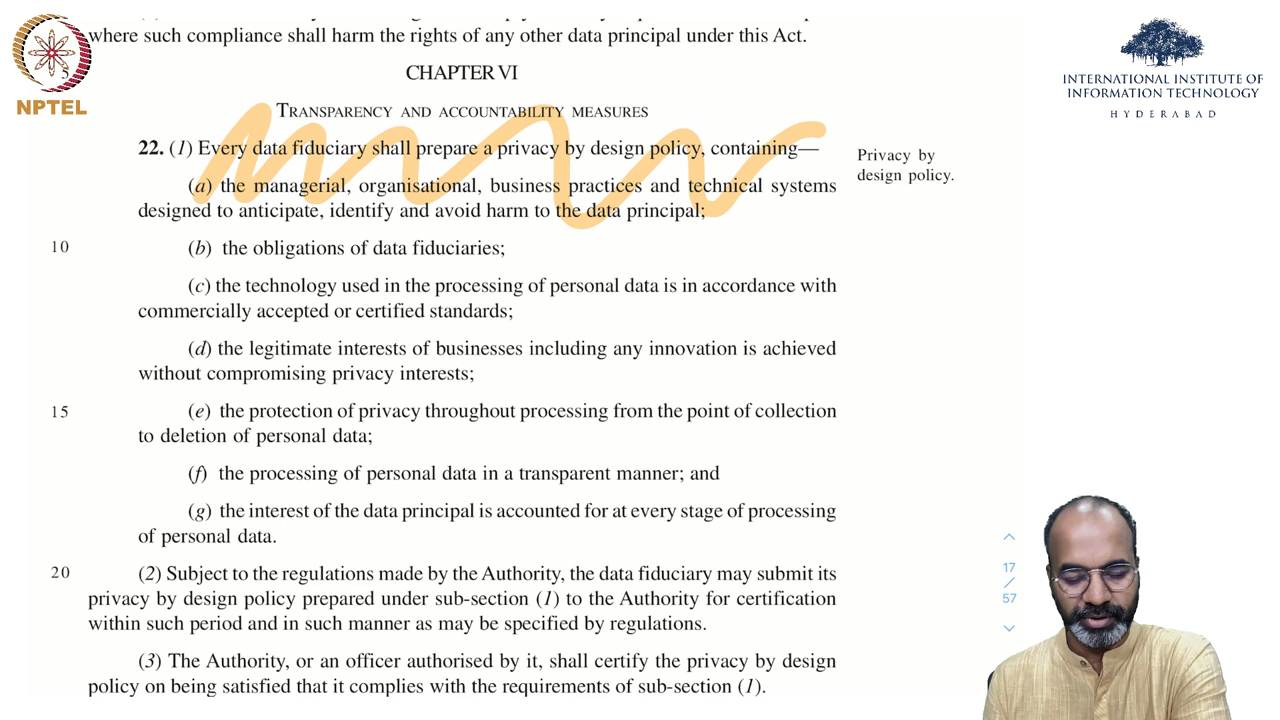 where such compliance shall harm the rights of any other data principal under this Act.
5
NPTEL
INTERNATIONAL INSTITUTE OF
INFORMATION TECHNOLOGY
HYDERABAD
CHAPTER VI
TRANSPARENCY AND ACCOUNTABILITY MEASURES
22. (1) Every data fiduciary shall prepare a privacy by design policy, containing—
Privacy by
design policy.
(a) the managerial, organisational, business practices and technical systems
designed to anticipate, identify and avoid harm to the data principal;
10
(b) the obligations of data fiduciaries;
(c) the technology used in the processing of personal data is in accordance with
commercially accepted or certified standards;
(d) the legitimate interests of businesses including any innovation is achieved
without compromising privacy interests;
15
(e) the protection of privacy throughout processing from the point of collection
to deletion of personal data;
(f) the processing of personal data in a transparent manner; and
(g) the interest of the data principal is accounted for at every stage of processing
of personal data.
20
(2) Subject to the regulations made by the Authority, the data fiduciary may submit its
privacy by design policy prepared under sub-section (1) to the Authority for certification
within such period and in such manner as may be specified by regulations.
(3) The Authority, or an officer authorised by it, shall certify the privacy by design
policy on being satisfied that it complies with the requirements of sub-section (1).
17
/
57